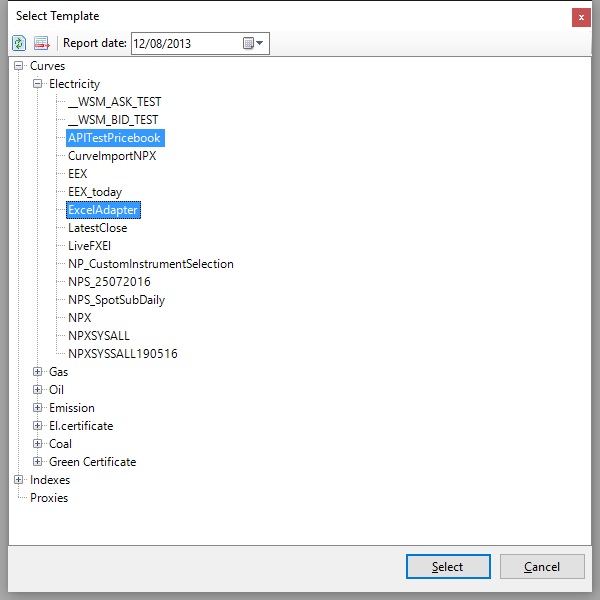 Select Template
x
Report date: 12/08/2013
Curves
Electricity
__WSM_ASK_TEST
__WSM_BID_TEST
APITestPricebook
CurveImportNPX
EEX
EEX_today
ExcelAdapter
LatestClose
LiveFXEI
NP_CustomInstrumentSelection
NPS_25072016
NPS_SpotSubDaily
NPX
NPXSYSALL
NPXSYSSALL190516
Gas
Oil
Emission
El.certificate
Coal
Green Certificate
Indexes
Proxies
Select
Cancel